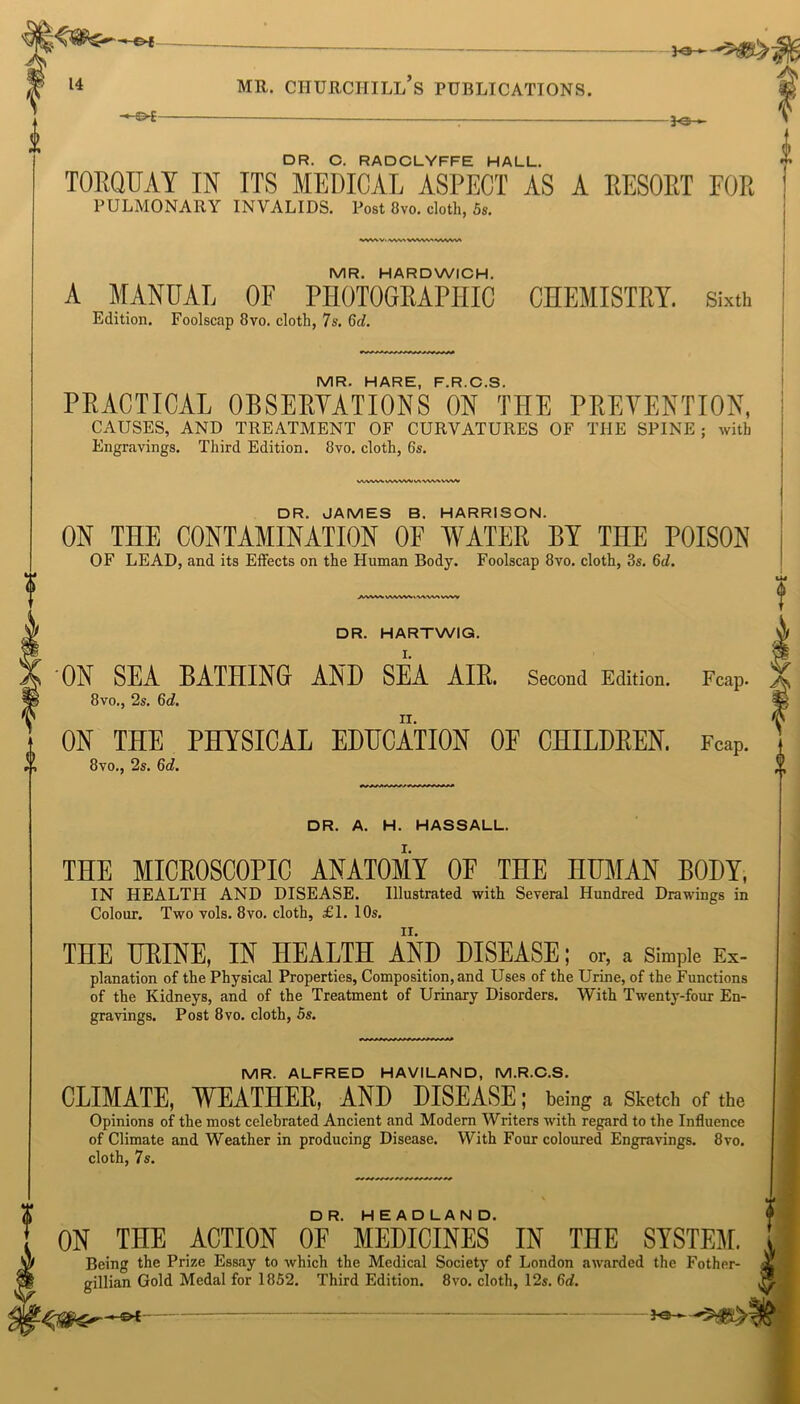 14 MR. CHURCHILL'S PUBLICATIONS.
DR. C. RADCLYFFE HALL.
TORQUAY IN ITS MEDICAL ASPECT AS A RESORT FOR
PULMONARY INVALIDS. Post 8vo. cloth, 5s.
MR. HARDWICH.
A MANUAL OF PHOTOGRAPHIC CHEMISTRY. Sixth
Edition. Foolscap 8vo. cloth, 7s. 6d.
MR. HARE, F.R.C.S.
PRACTICAL OBSERVATIONS ON THE PREVENTION,
CAUSES, AND TREATMENT OF CURVATURES OF THE SPINE; with
Engravings. Third Edition. 8vo. cloth, 6s.
DR. JAMES B. HARRISON.
ON THE CONTAMINATION OF WATER BY THE POISON
OF LEAD, and its Effects on the Human Body. Foolscap 8vo. cloth, 3s. 6d.
DR. HARTWIG.
I.
ON SEA BATHING AND SEA AIR. Second Edition. Fcap.
8vo., 2s. 6d.
II.
ON THE PHYSICAL EDUCATION OF CHILDREN. Fcap.
8vo., 2s. 6d.
DR. A. H. HASSALL.
I.
THE MICROSCOPIC ANATOMY OF THE HUMAN BODY,
IN HEALTH AND DISEASE. Illustrated with Several Hundred Drawings in
Colour. Two vols. 8vo. cloth, £1. 10s.
II.
THE URINE, IN HEALTH AND DISEASE; or, a Simple Ex-
planation of the Physical Properties, Composition, and Uses of the Urine, of the Functions
of the Kidneys, and of the Treatment of Urinary Disorders. With Twenty-four En-
gravings. Post 8vo. cloth, 5s.
MR. ALFRED HAVILAND, M.R.C.S.
CLIMATE, WEATHER, AND DISEASE; being a Sketch of the
Opinions of the most celebrated Ancient and Modern Writers with regard to the Influence
of Climate and Weather in producing Disease. With Four coloured Engravings. 8vo.
cloth, 7s.
DR. HEADLAND.
ON THE ACTION OF MEDICINES IN THE SYSTEM.
Being the Prize Essay to which the Medical Society of London awarded the Fother-
gillian Gold Medal for 1852. Third Edition. 8vo. cloth, 12s. 6d.